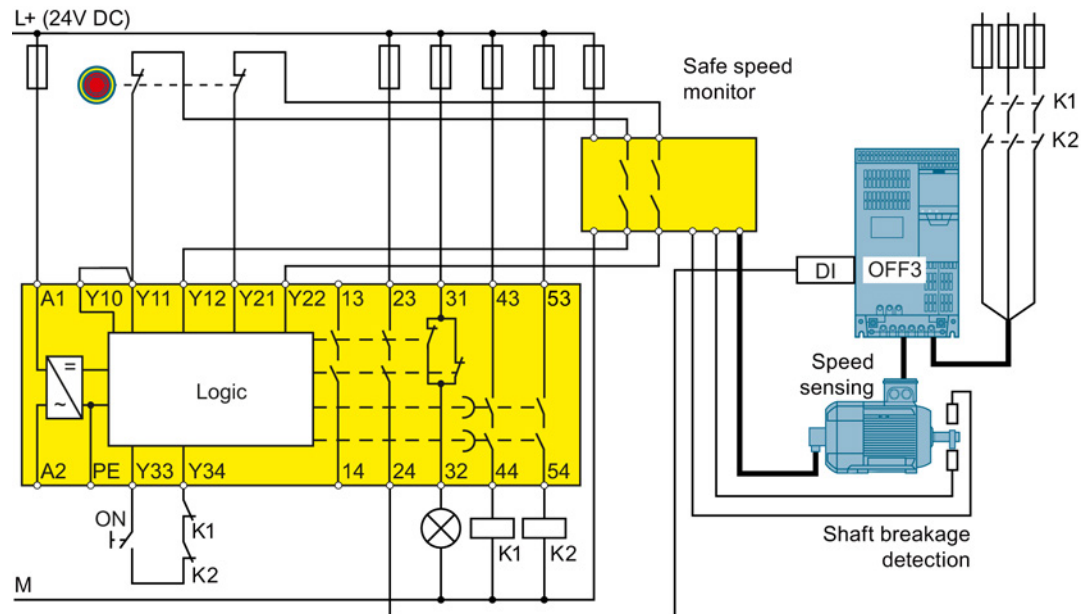 L+ (24V DC)
Safe speed
monitor
K1
K2
DI
OFF3
A1
Y10
Y11
Y12
Y21
Y22
13
23
31
43
53
Logic
Speed
sensing
A2
PE
Y33
Y34
14
24
32
44
54
ON
K1
K2
K1
K2
Shaft breakage
detection
M